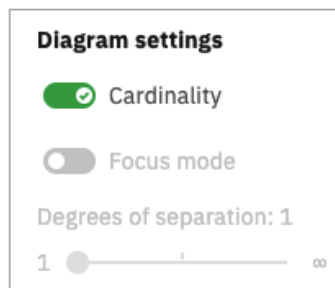 Diagram settings
Cardinality
Focus mode
Degrees of separation: 1
1 ∞